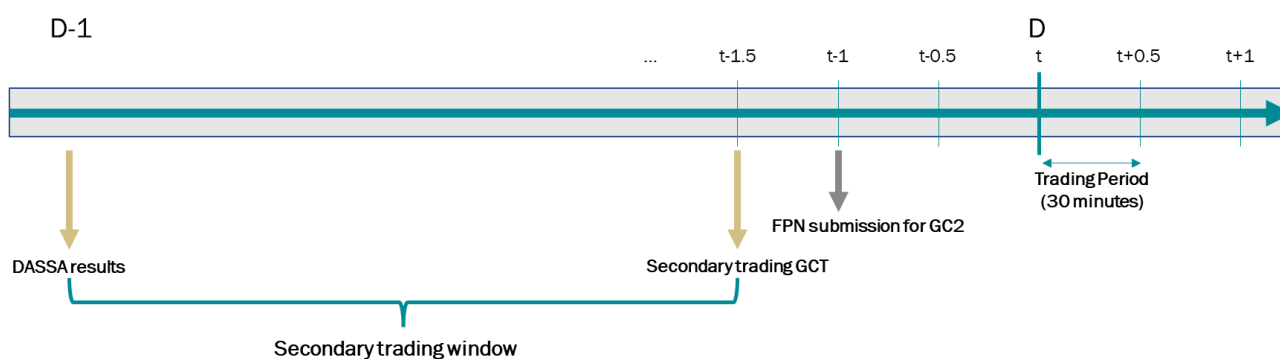 D-1
D
... t-1.5 t-1 t-0.5 t t+0.5 t+1
Trading Period
(30 minutes)
FPN submission for GC2
DASSA results
Secondary trading GCT
Secondary trading window